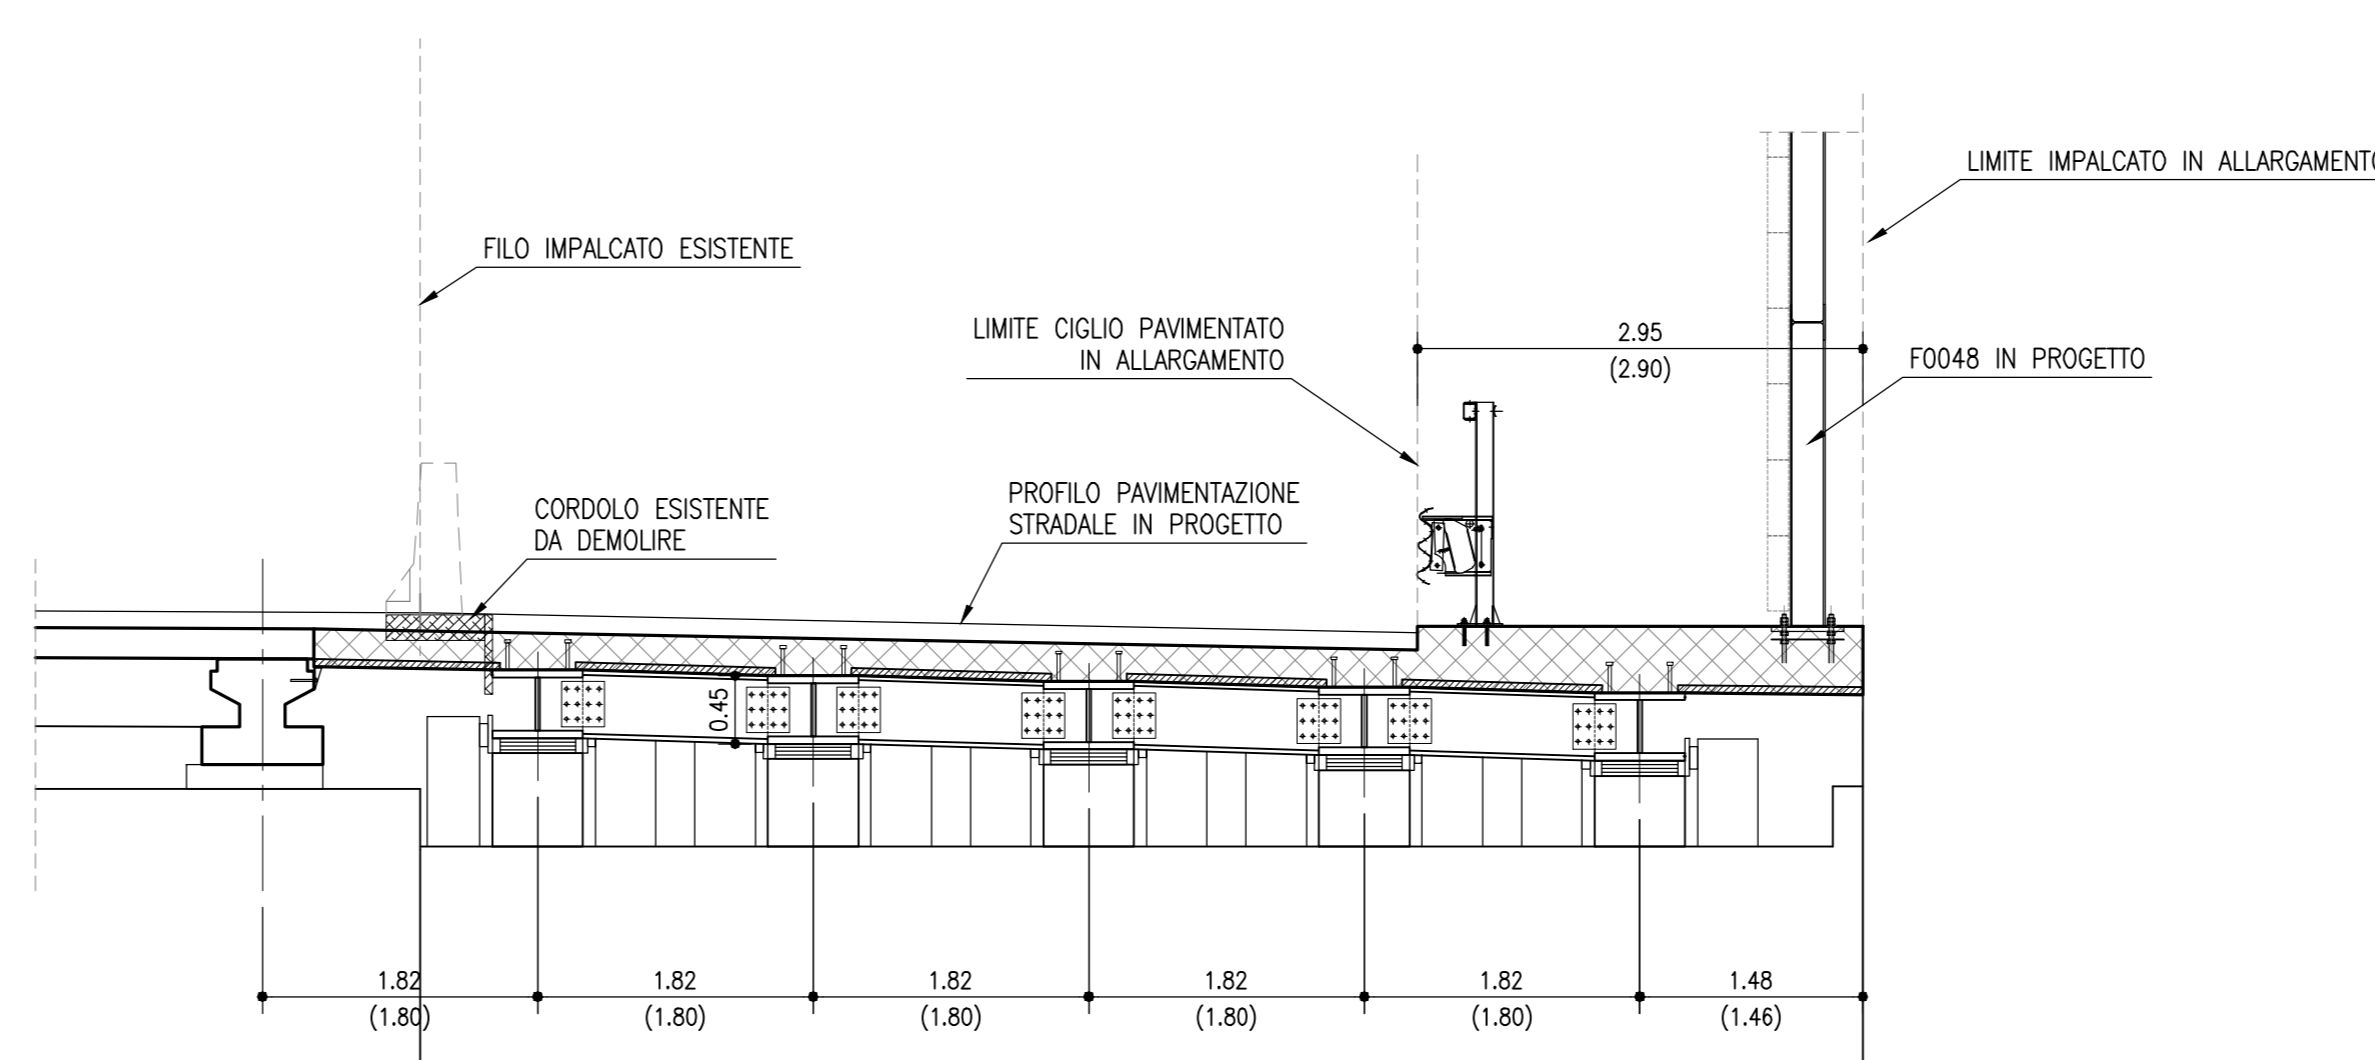 LIMITE IMPALCATO IN ALLARGAMENTO
FILO IMPALCATO ESISTENTE
LIMITE CIGLIO PAVIMENTATO
IN ALLARGAMENTO
2.95
(2.90)
F0048 IN PROGETTO
CORDOLO ESISTENTE
DA DEMOLIRE
PROFILO PAVIMENTAZIONE
STRADALE IN PROGETTO
0.45
1.82
(1.80)
1.82
(1.80)
1.82
(1.80)
1.82
(1.80)
1.82
(1.80)
1.48
(1.46)